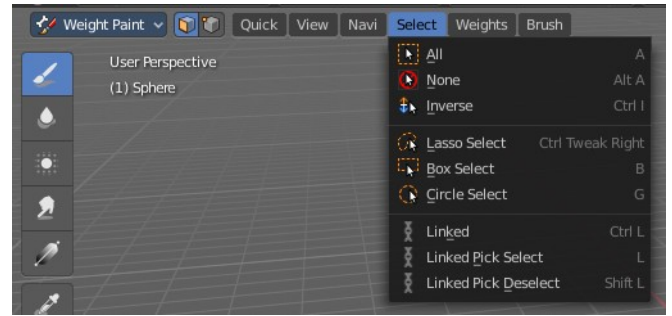 Weight Paint Quick View Navi Select Weights Brush
User Perspective
(1) Sphere
All A
None Alt A
Inverse Ctrl I
Lasso Select Ctrl Tweak Right
Box Select B
Circle Select G
Linked Ctrl L
Linked Pick Select L
Linked Pick Deselect Shift L